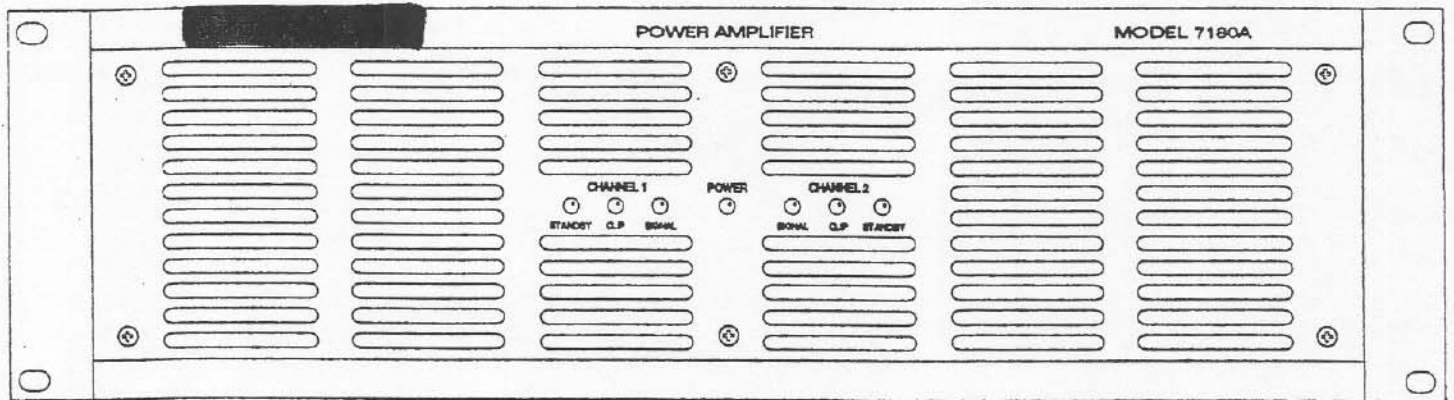 POWER AMPLIFIER MODEL 7180A
CHANNEL 1 POWER CHANNEL 2
STANDBY CLIP SIGNAL SIGNAL CLIP STANDBY